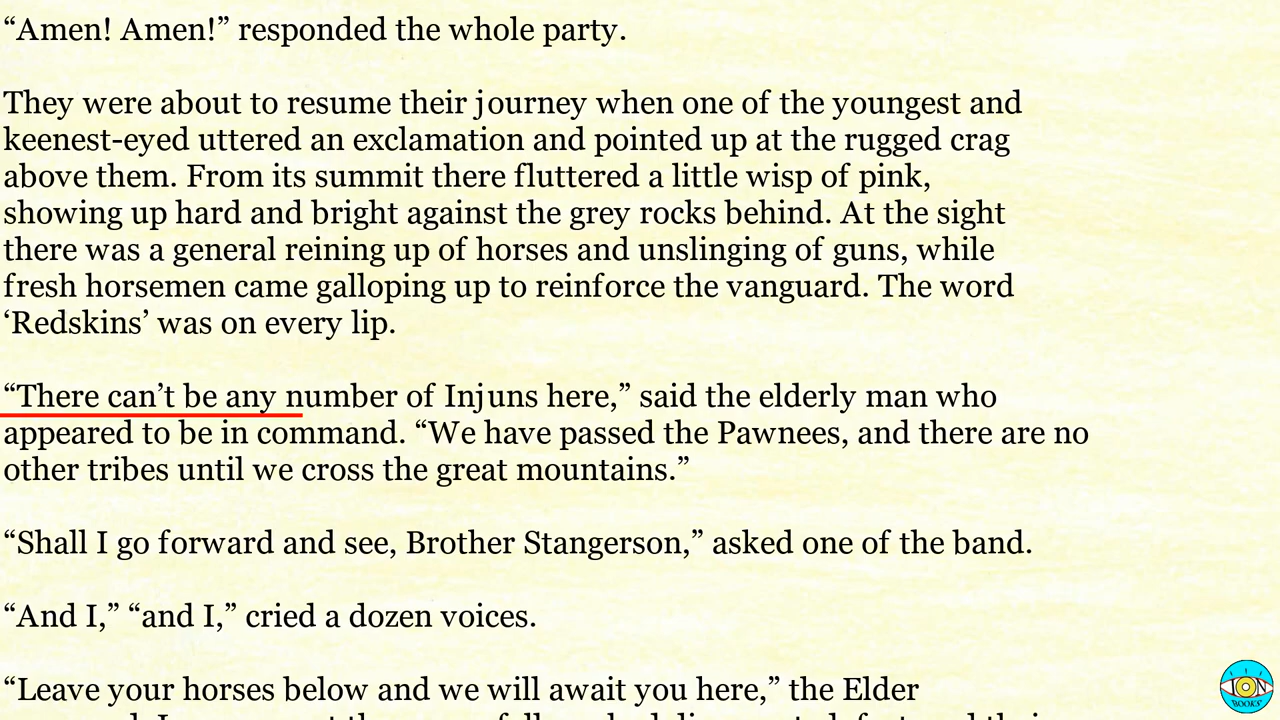 “Amen! Amen!” responded the whole party.
They were about to resume their journey when one of the youngest and
keenest-eyed uttered an exclamation and pointed up at the rugged crag
above them. From its summit there fluttered a little wisp of pink,
showing up hard and bright against the grey rocks behind. At the sight
there was a general reining up of horses and unslinging of guns, while
fresh horsemen came galloping up to reinforce the vanguard. The word
‘Redskins’ was on every lip.
“There can’t be any number of Injuns here,” said the elderly man who
appeared to be in command. “We have passed the Pawnees, and there are no
other tribes until we cross the great mountains.”
“Shall I go forward and see, Brother Stangerson,” asked one of the band.
“And I,” “and I,” cried a dozen voices.
“Leave your horses below and we will await you here,” the Elder
ION
BOOKS